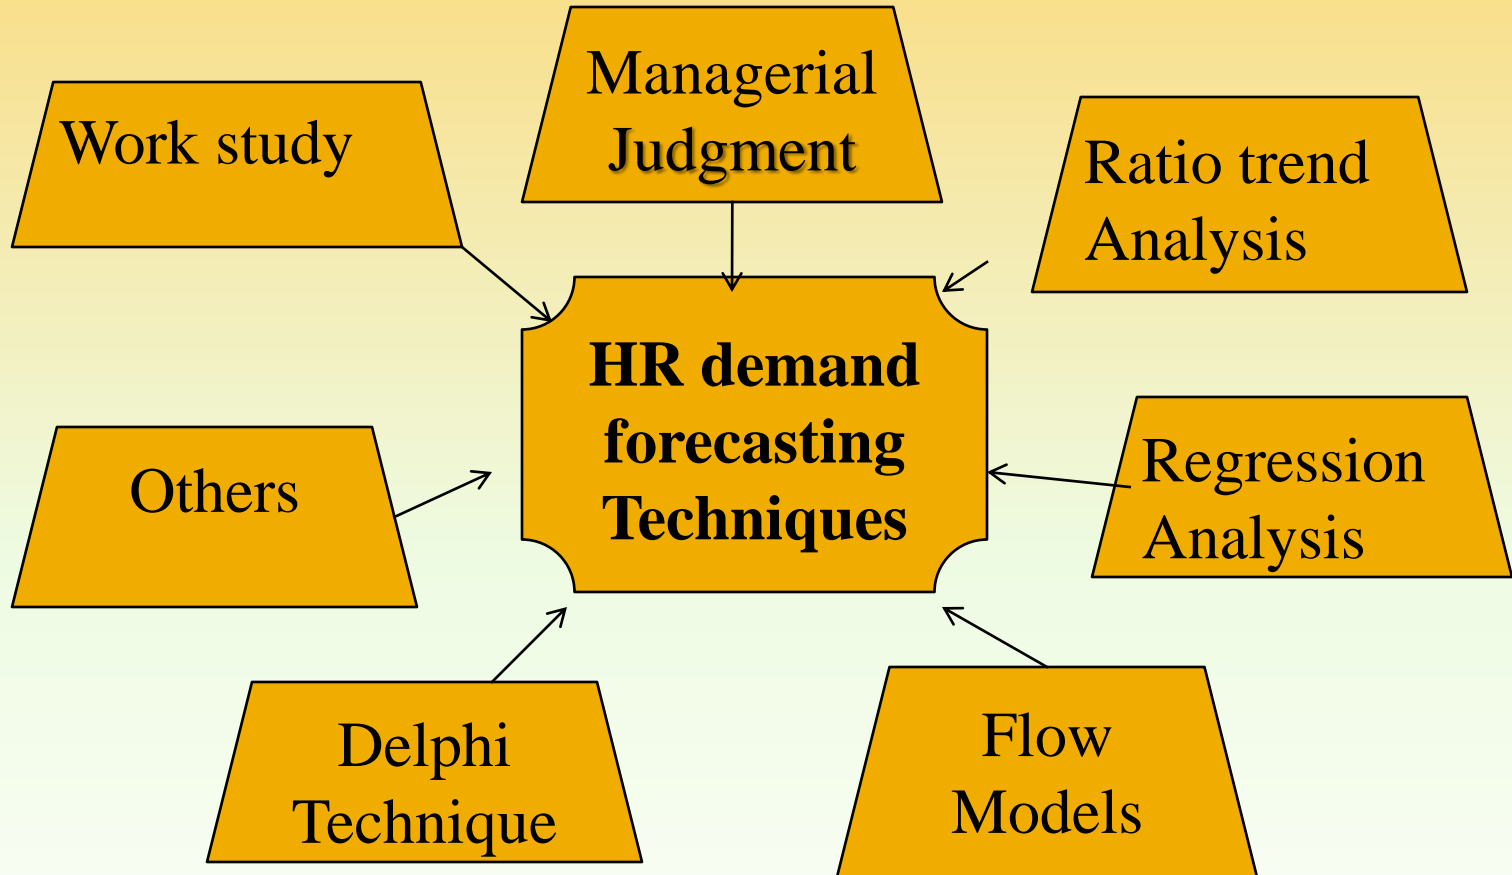 Managerial
Judgment
Work study
Ratio trend
Analysis
HR demand
forecasting
Techniques
Others
Regression
Analysis
Delphi
Technique
Flow
Models